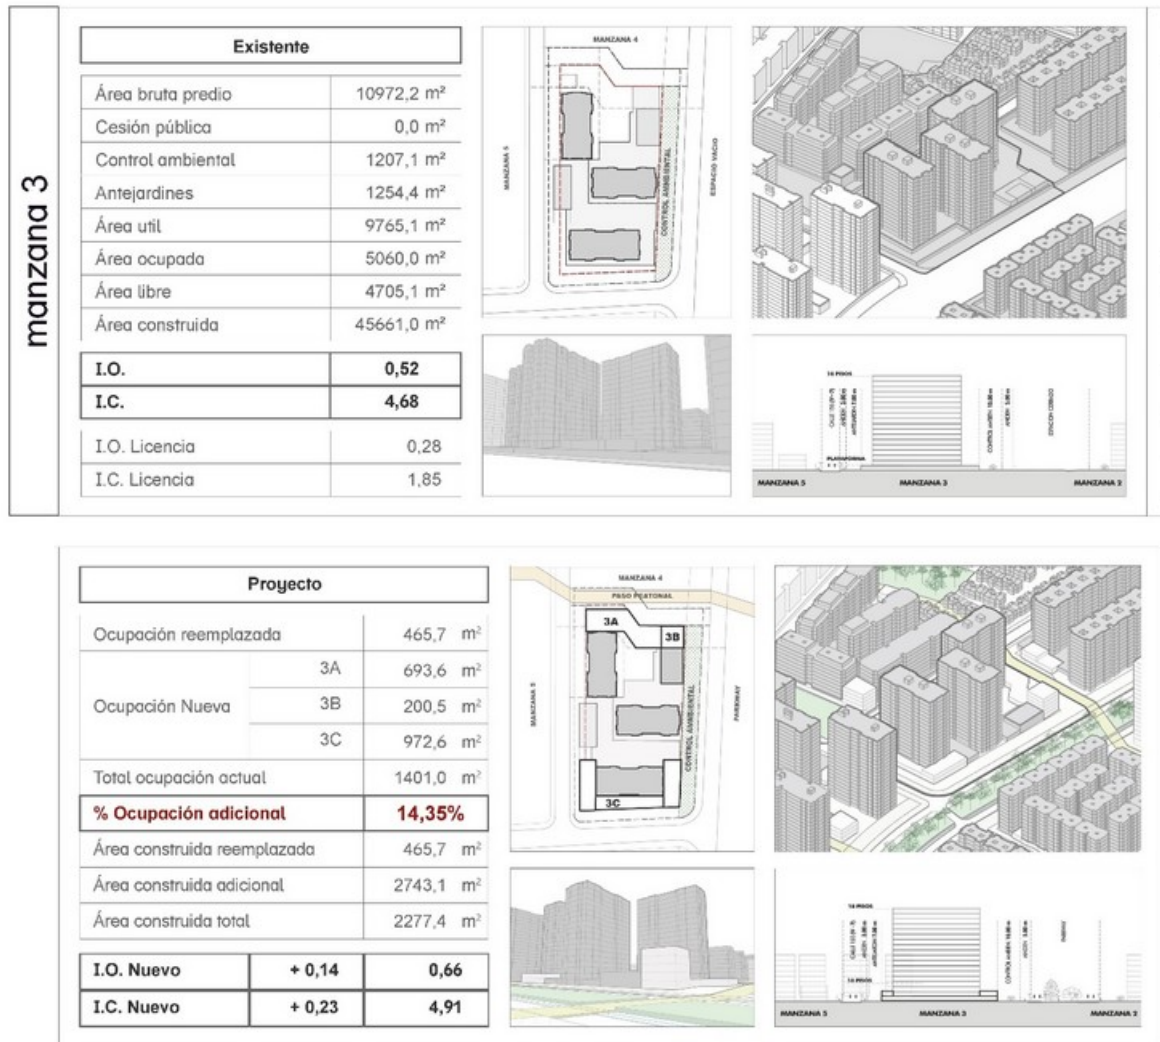 manzana 3
Existente
Área bruta predio 10972,2 m²
Cesión pública 0,0 m²
Control ambiental 1207,1 m²
Antejardines 1254,4 m²
Área util 9765,1 m²
Área ocupada 5060,0 m²
Área libre 4705,1 m²
Área construida 45661,0 m²
I.O. 0,52
I.C. 4,68
I.O. Licencia 0,28
I.C. Licencia 1,85
MANZANA 4
MANZANA 5
CONTROL AMBIENTAL
ESPACIO VACIO
16 PISOS
PLATAFORMA
MANZANA 5
MANZANA 3
MANZANA 2
Proyecto
Ocupación reemplazada 465,7 m²
Ocupación Nueva
3A 693,6 m²
3B 200,5 m²
3C 972,6 m²
Total ocupación actual 1401,0 m²
% Ocupación adicional 14,35%
Área construida reemplazada 465,7 m²
Área construida adicional 2743,1 m²
Área construida total 2277,4 m²
I.O. Nuevo + 0,14 0,66
I.C. Nuevo + 0,23 4,91
MANZANA 4
PASO PEATONAL
3A
3B
3C
MANZANA 5
CONTROL AMBIENTAL
PARKWAY
16 PISOS
MANZANA 5
MANZANA 3
MANZANA 2